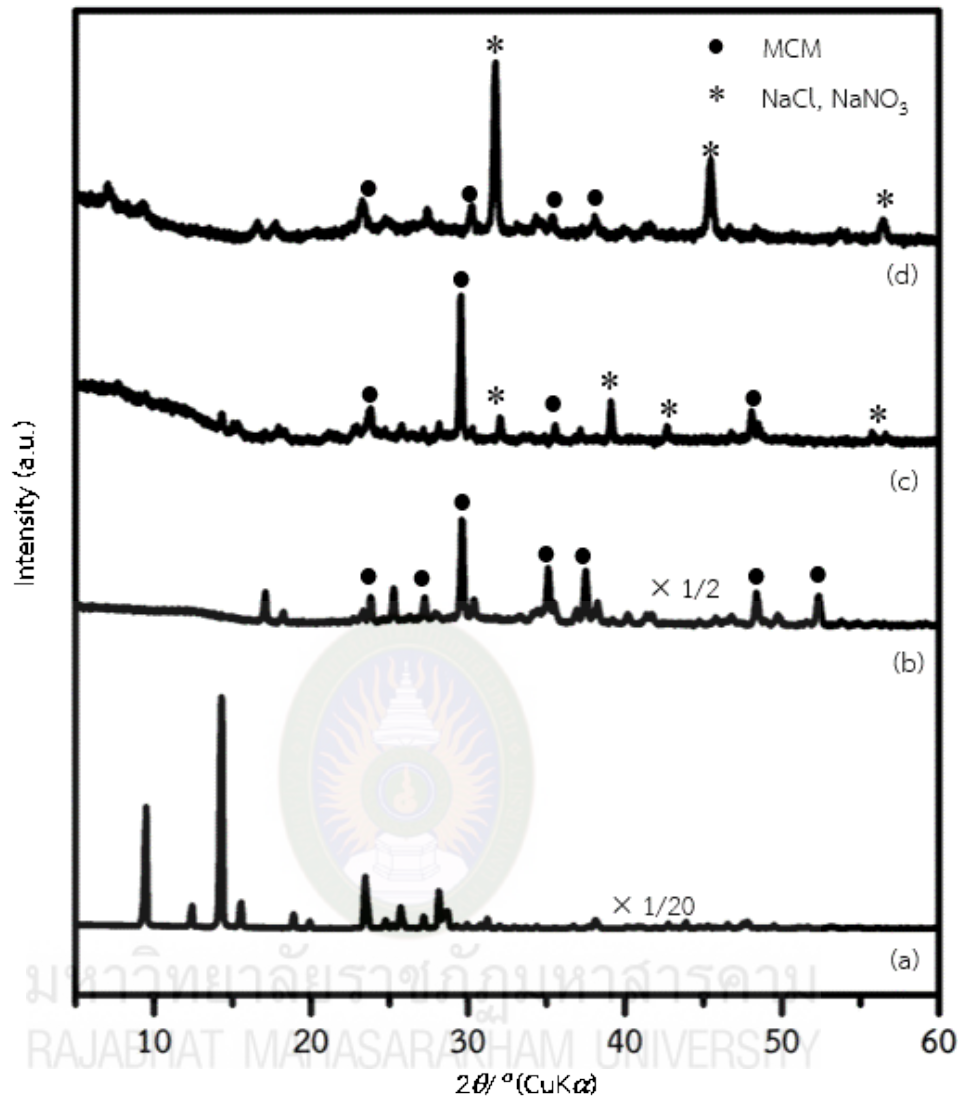 ● MCM
* NaCl, NaNO₃
(d)
(c)
× 1/2
(b)
× 1/20
(a)
Intensity (a.u.)
10 20 30 40 50 60
2θ/ º(CuKα)
มหาวิทยาลัยราชภัฏมหาสารคาม
RAJABHAT MAHASARAKHAM UNIVERSITY